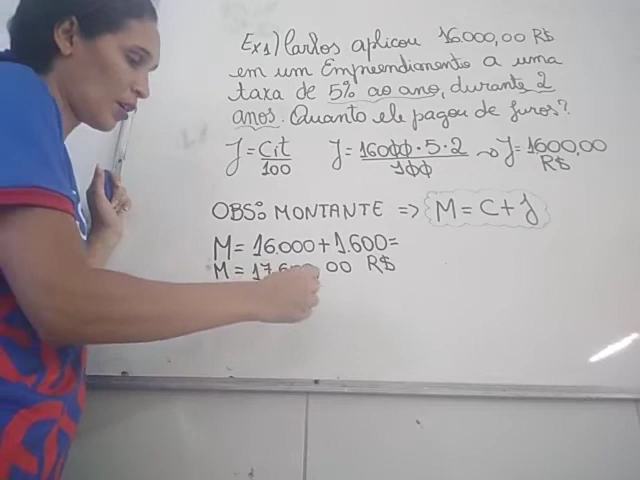 Ex1) Carlos aplicou 16.000,00 R$
em um Empreendimento a uma
taxa de 5% ao ano, durante 2
anos. Quanto ele pagou de juros?
J = Cit/100 J = 16000·5·2/100 → J = 1600,00 R$
OBS: MONTANTE => M = C + J
M = 16.000 + 1.600 =
M = 00 R$